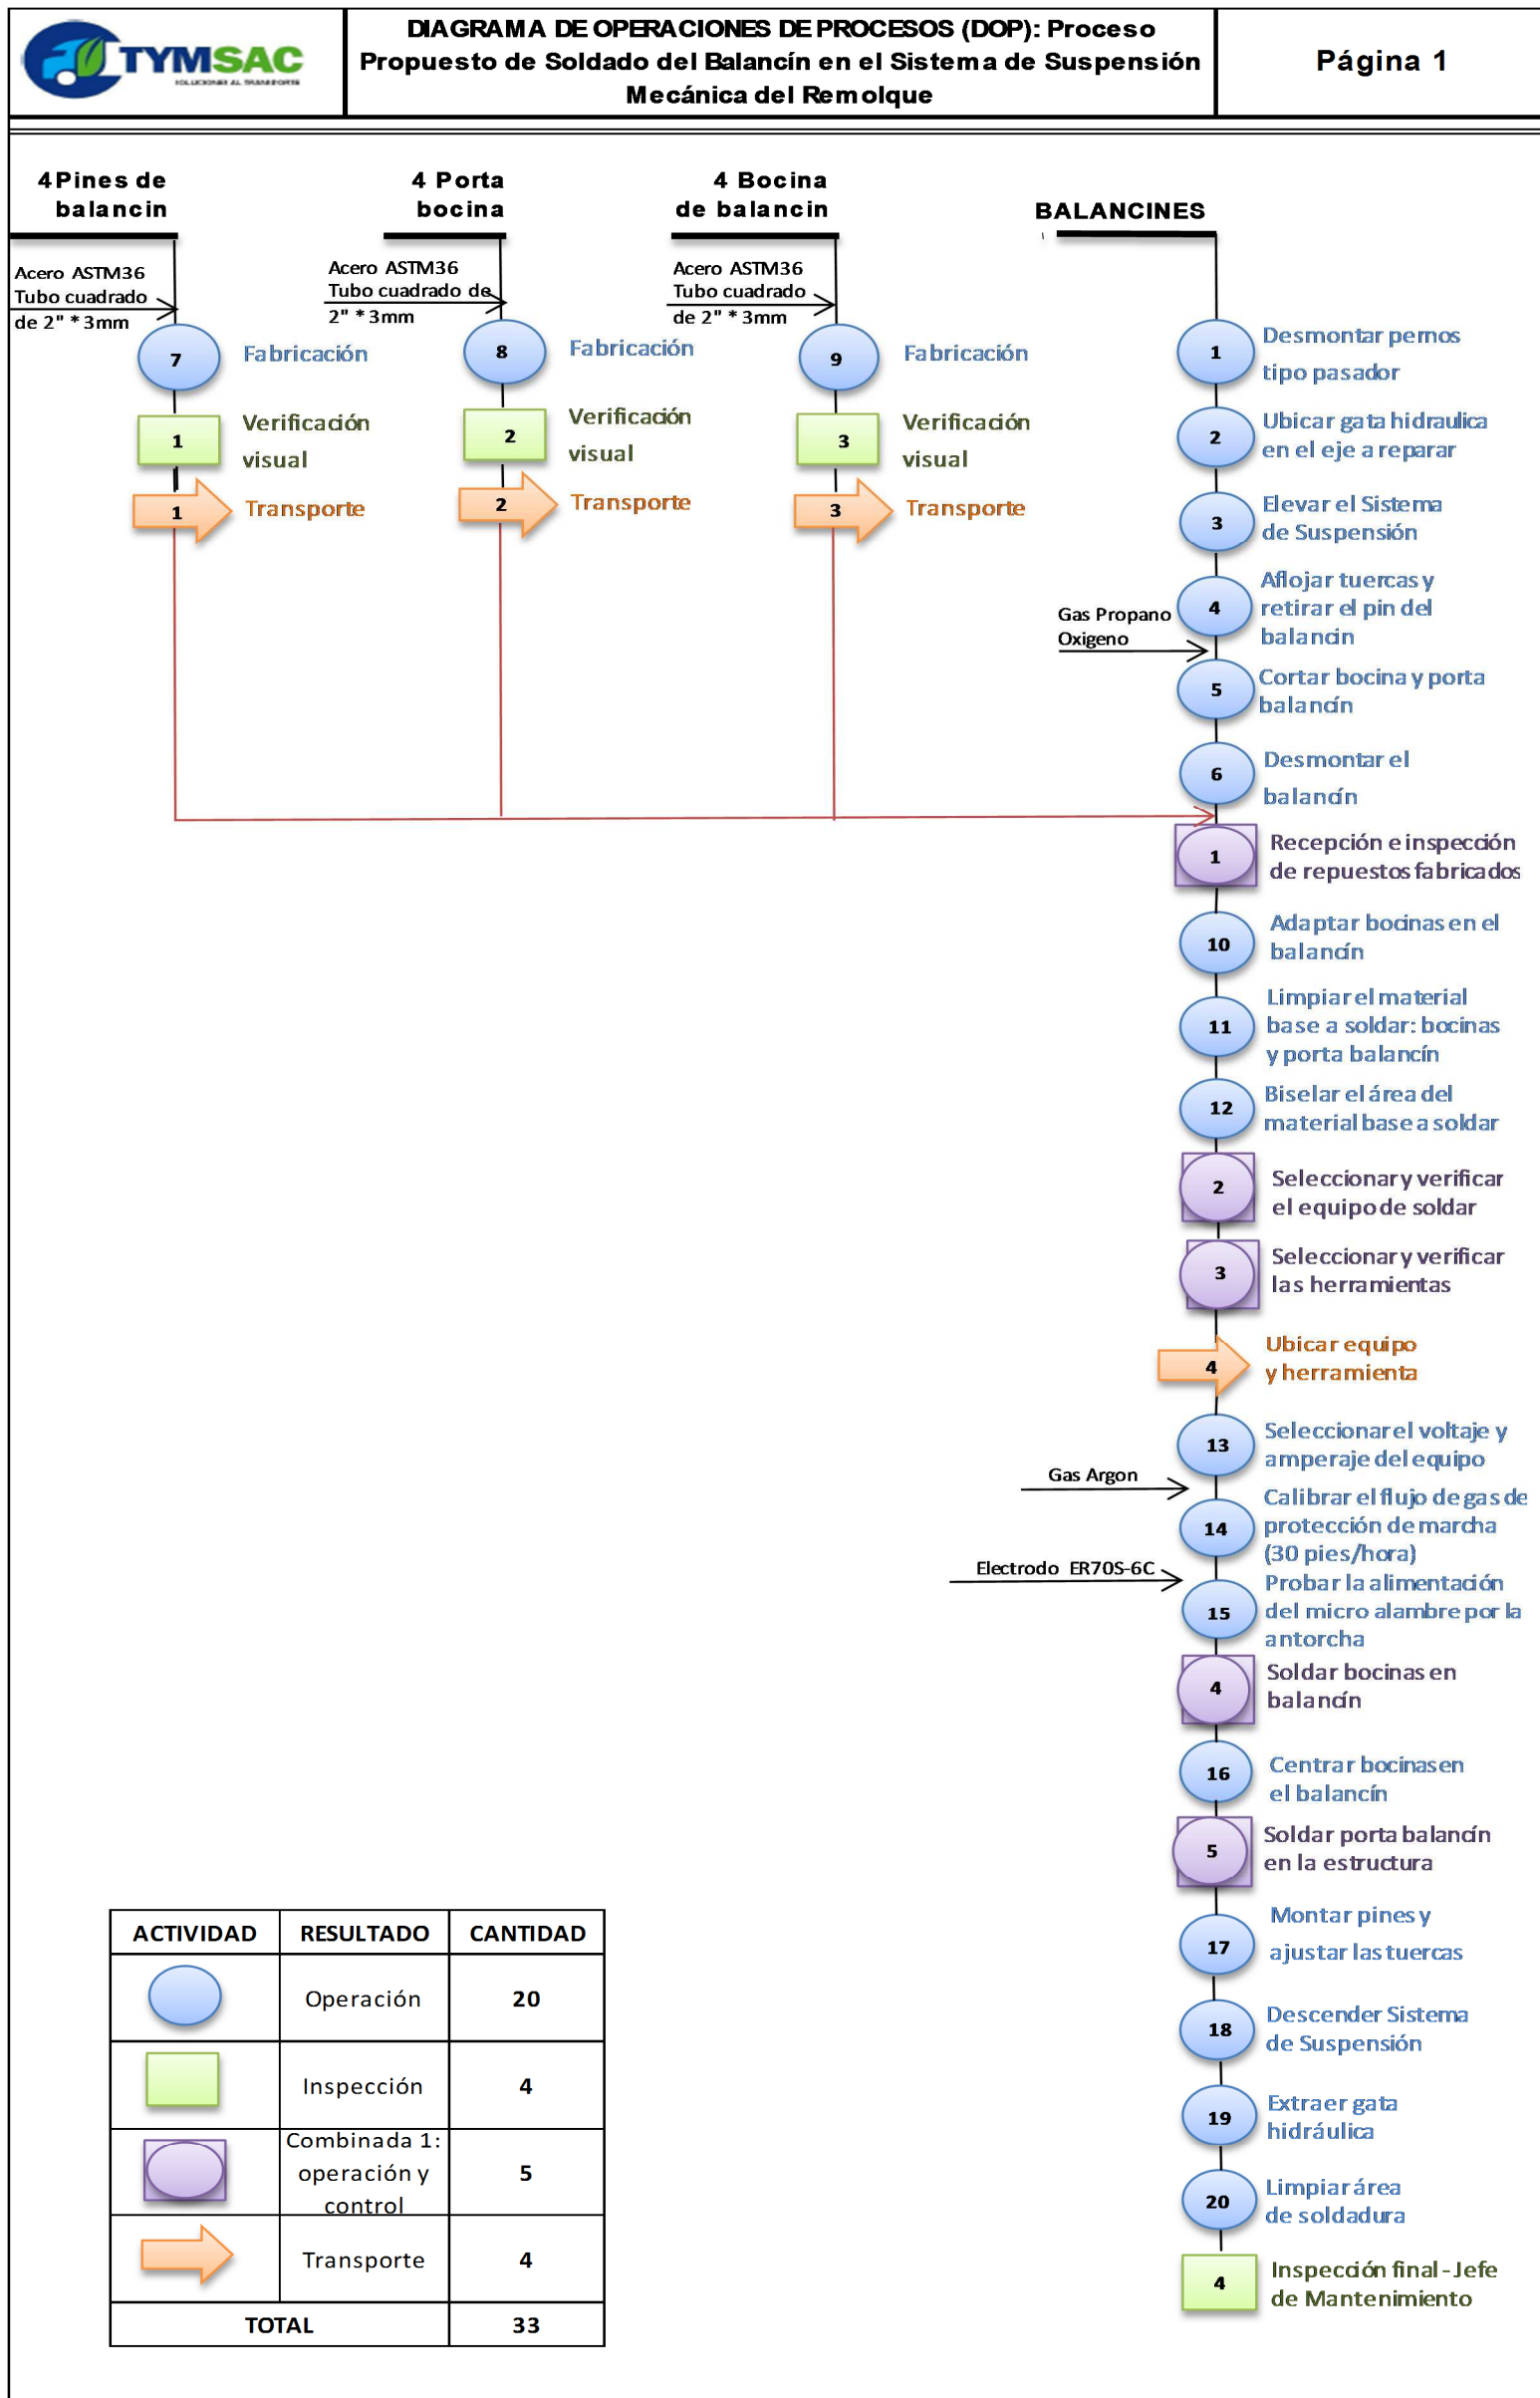 TYMSAC
SOLUCIONES AL TRANSPORTE
DIAGRAMA DE OPERACIONES DE PROCESOS (DOP): Proceso
Propuesto de Soldado del Balancín en el Sistema de Suspensión
Mecánica del Remolque
Página 1
4Pines de
balancin
Acero ASTM36
Tubo cuadrado
de 2" * 3mm
7
Fabricación
1
Verificación
visual
1
Transporte
4 Porta
bocina
Acero ASTM36
Tubo cuadrado de
2" * 3mm
8
Fabricación
2
Verificación
visual
2
Transporte
4 Bocina
de balancin
Acero ASTM36
Tubo cuadrado
de 2" * 3mm
9
Fabricación
3
Verificación
visual
3
Transporte
BALANCINES
1
Desmontar pernos
tipo pasador
2
Ubicar gata hidraulica
en el eje a reparar
3
Elevar el Sistema
de Suspensión
4
Aflojar tuercas y
retirar el pin del
balancin
Gas Propano
Oxigeno
5
Cortar bocina y porta
balancín
6
Desmontar el
balancín
1
Recepción e inspección
de repuestos fabricados
10
Adaptar bocinas en el
balancín
11
Limpiar el material
base a soldar: bocinas
y porta balancín
12
Biselar el área del
material base a soldar
2
Seleccionar y verificar
el equipo de soldar
3
Seleccionar y verificar
las herramientas
4
Ubicar equipo
y herramienta
13
Seleccionar el voltaje y
amperaje del equipo
Gas Argon
14
Calibrar el flujo de gas de
protección de marcha
(30 pies/hora)
Electrodo ER70S-6C
15
Probar la alimentación
del micro alambre por la
antorcha
4
Soldar bocinas en
balancín
16
Centrar bocinas en
el balancín
5
Soldar porta balancín
en la estructura
17
Montar pines y
ajustar las tuercas
18
Descender Sistema
de Suspensión
19
Extraer gata
hidráulica
20
Limpiar área
de soldadura
4
Inspección final - Jefe
de Mantenimiento
ACTIVIDAD RESULTADO CANTIDAD
Operación 20
Inspección 4
Combinada 1:
operación y
control
5
Transporte 4
TOTAL 33